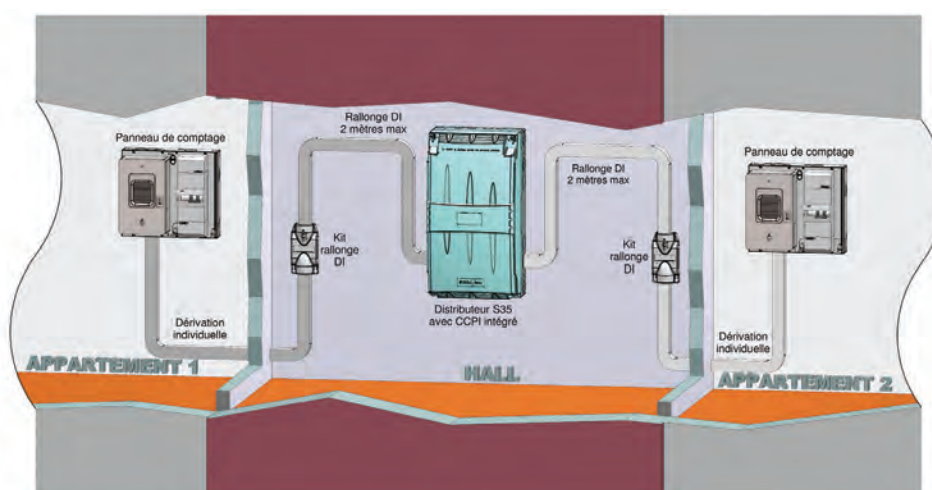 Rallonge DI
2 mètres max
Panneau de comptage
Panneau de comptage
Rallonge DI
2 mètres max
Kit
rallonge
DI
Kit
rallonge
DI
Distributeur S35
avec CCPI intégré
Dérivation
individuelle
Dérivation
individuelle
APPARTEMENT 1
HALL
APPARTEMENT 2